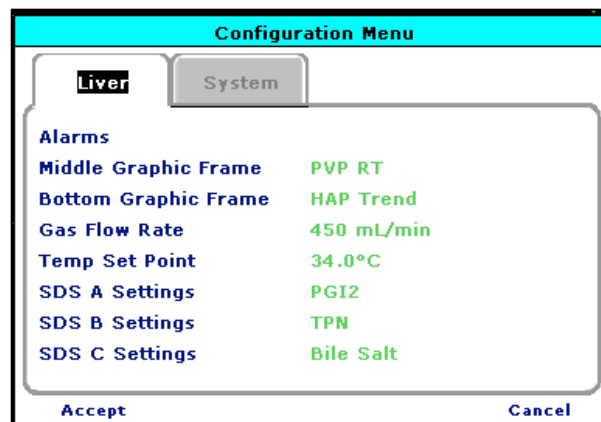 Configuration Menu
Liver System
Alarms
Middle Graphic Frame PVP RT
Bottom Graphic Frame HAP Trend
Gas Flow Rate 450 mL/min
Temp Set Point 34.0°C
SDS A Settings PGI2
SDS B Settings TPN
SDS C Settings Bile Salt
Accept Cancel